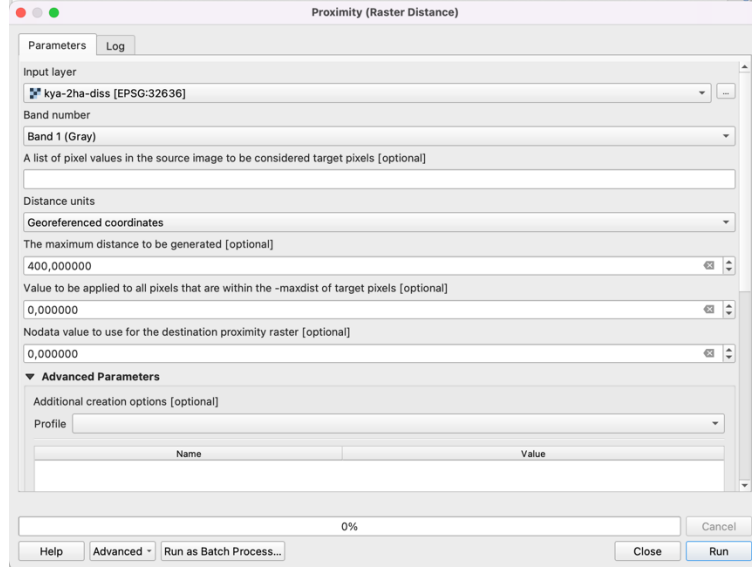 Proximity (Raster Distance)
Parameters Log
Input layer
kya-2ha-diss [EPSG:32636]
...
Band number
Band 1 (Gray)
A list of pixel values in the source image to be considered target pixels [optional]
Distance units
Georeferenced coordinates
The maximum distance to be generated [optional]
400,000000
Value to be applied to all pixels that are within the -maxdist of target pixels [optional]
0,000000
Nodata value to use for the destination proximity raster [optional]
0,000000
Advanced Parameters
Additional creation options [optional]
Profile
Name Value
0% Cancel
Help Advanced Run as Batch Process... Close Run